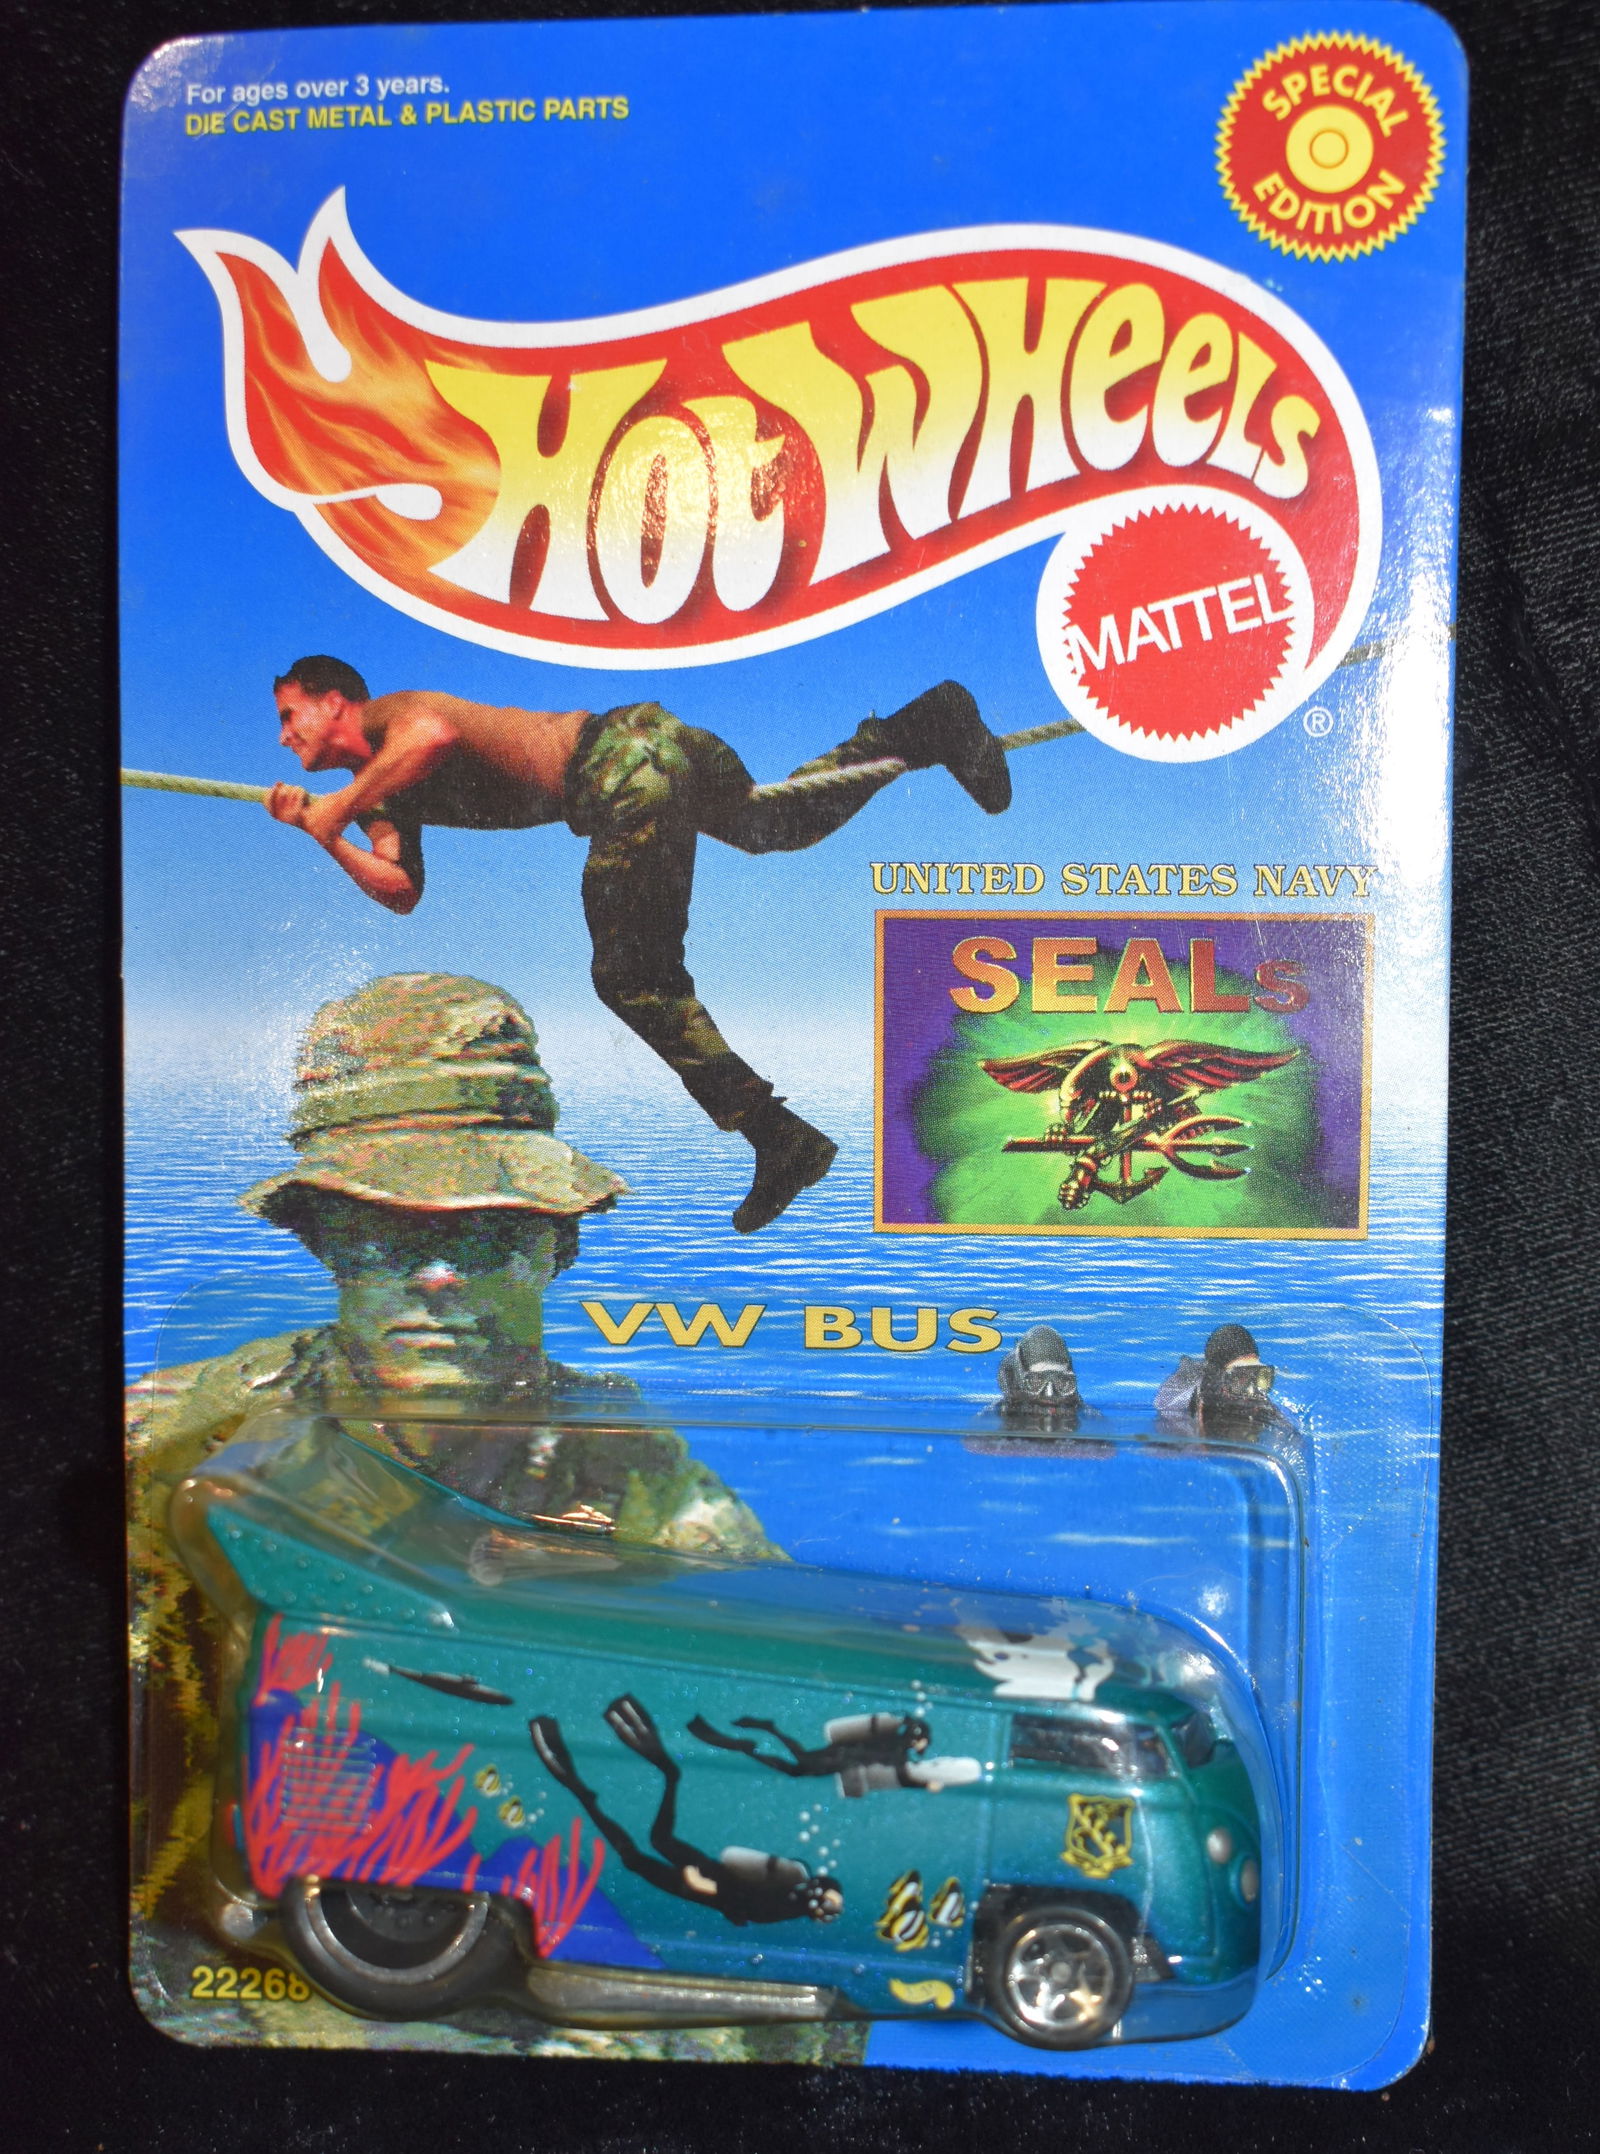 For ages over 3 years.
DIE CAST METAL & PLASTIC PARTS
SPECIAL
EDITION
HOT WHEELS
MATTEL
®
UNITED STATES NAVY
SEALs
VW BUS
22268